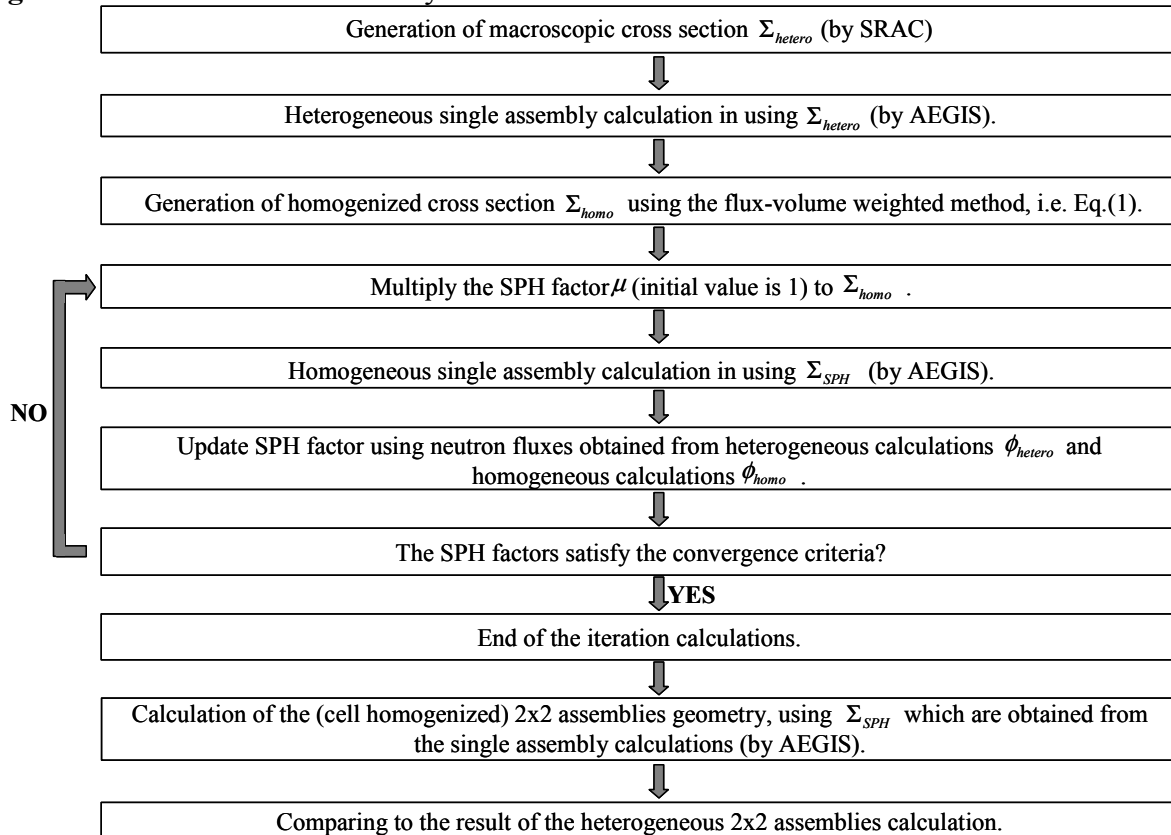 Generation of macroscopic cross section Σhetero (by SRAC)
Heterogeneous single assembly calculation in using Σhetero (by AEGIS).
Generation of homogenized cross section Σhomo using the flux-volume weighted method, i.e. Eq.(1).
Multiply the SPH factor μ (initial value is 1) to Σhomo .
Homogeneous single assembly calculation in using ΣSPH (by AEGIS).
NO
Update SPH factor using neutron fluxes obtained from heterogeneous calculations ϕhetero and
homogeneous calculations ϕhomo .
The SPH factors satisfy the convergence criteria?
YES
End of the iteration calculations.
Calculation of the (cell homogenized) 2x2 assemblies geometry, using ΣSPH which are obtained from
the single assembly calculations (by AEGIS).
Comparing to the result of the heterogeneous 2x2 assemblies calculation.